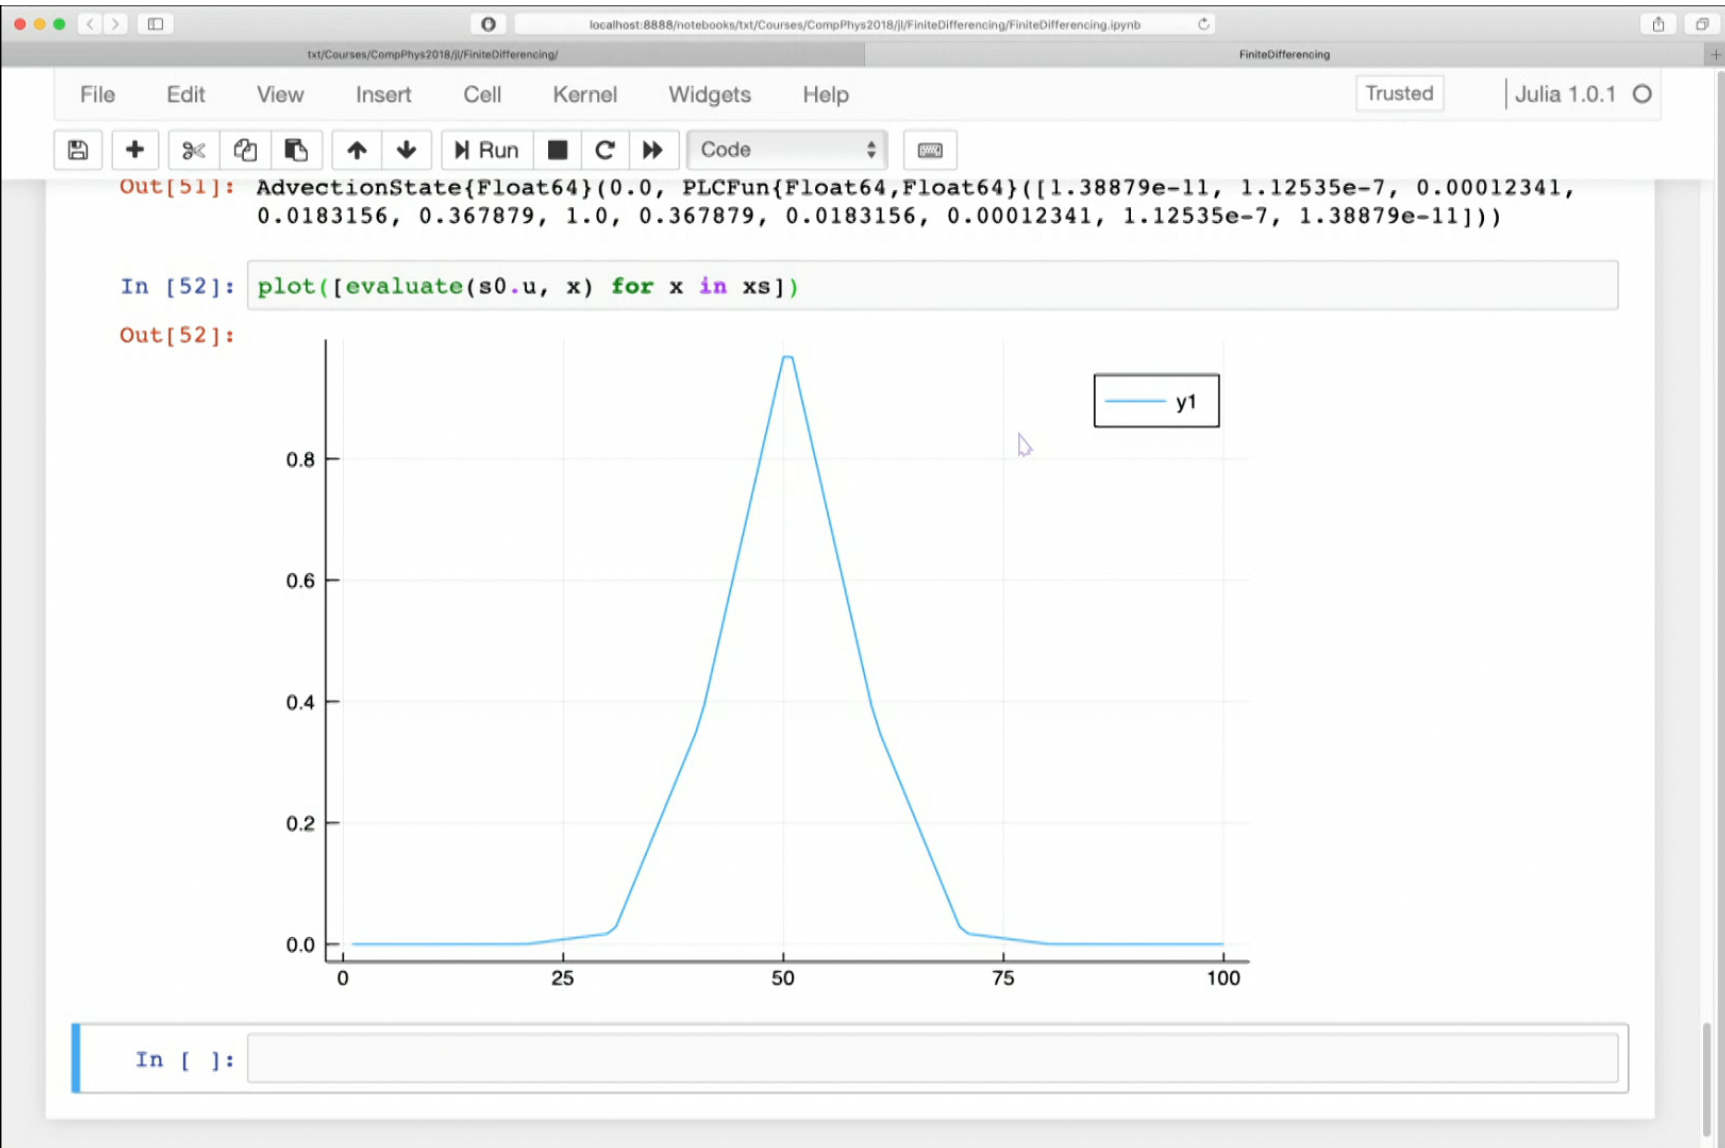 localhost:8888/notebooks/txt/Courses/CompPhys2018/jl/FiniteDifferencing/FiniteDifferencing.ipynb
txt/Courses/CompPhys2018/jl/FiniteDifferencing/ FiniteDifferencing
File Edit View Insert Cell Kernel Widgets Help Trusted Julia 1.0.1
Run Code
Out[51]: AdvectionState{Float64}(0.0, PLCFun{Float64,Float64}([1.38879e-11, 1.12535e-7, 0.00012341,
0.0183156, 0.367879, 1.0, 0.367879, 0.0183156, 0.00012341, 1.12535e-7, 1.38879e-11]))
In [52]: plot([evaluate(s0.u, x) for x in xs])
Out[52]:
y1
0.8
0.6
0.4
0.2
0.0
0 25 50 75 100
In [ ]: